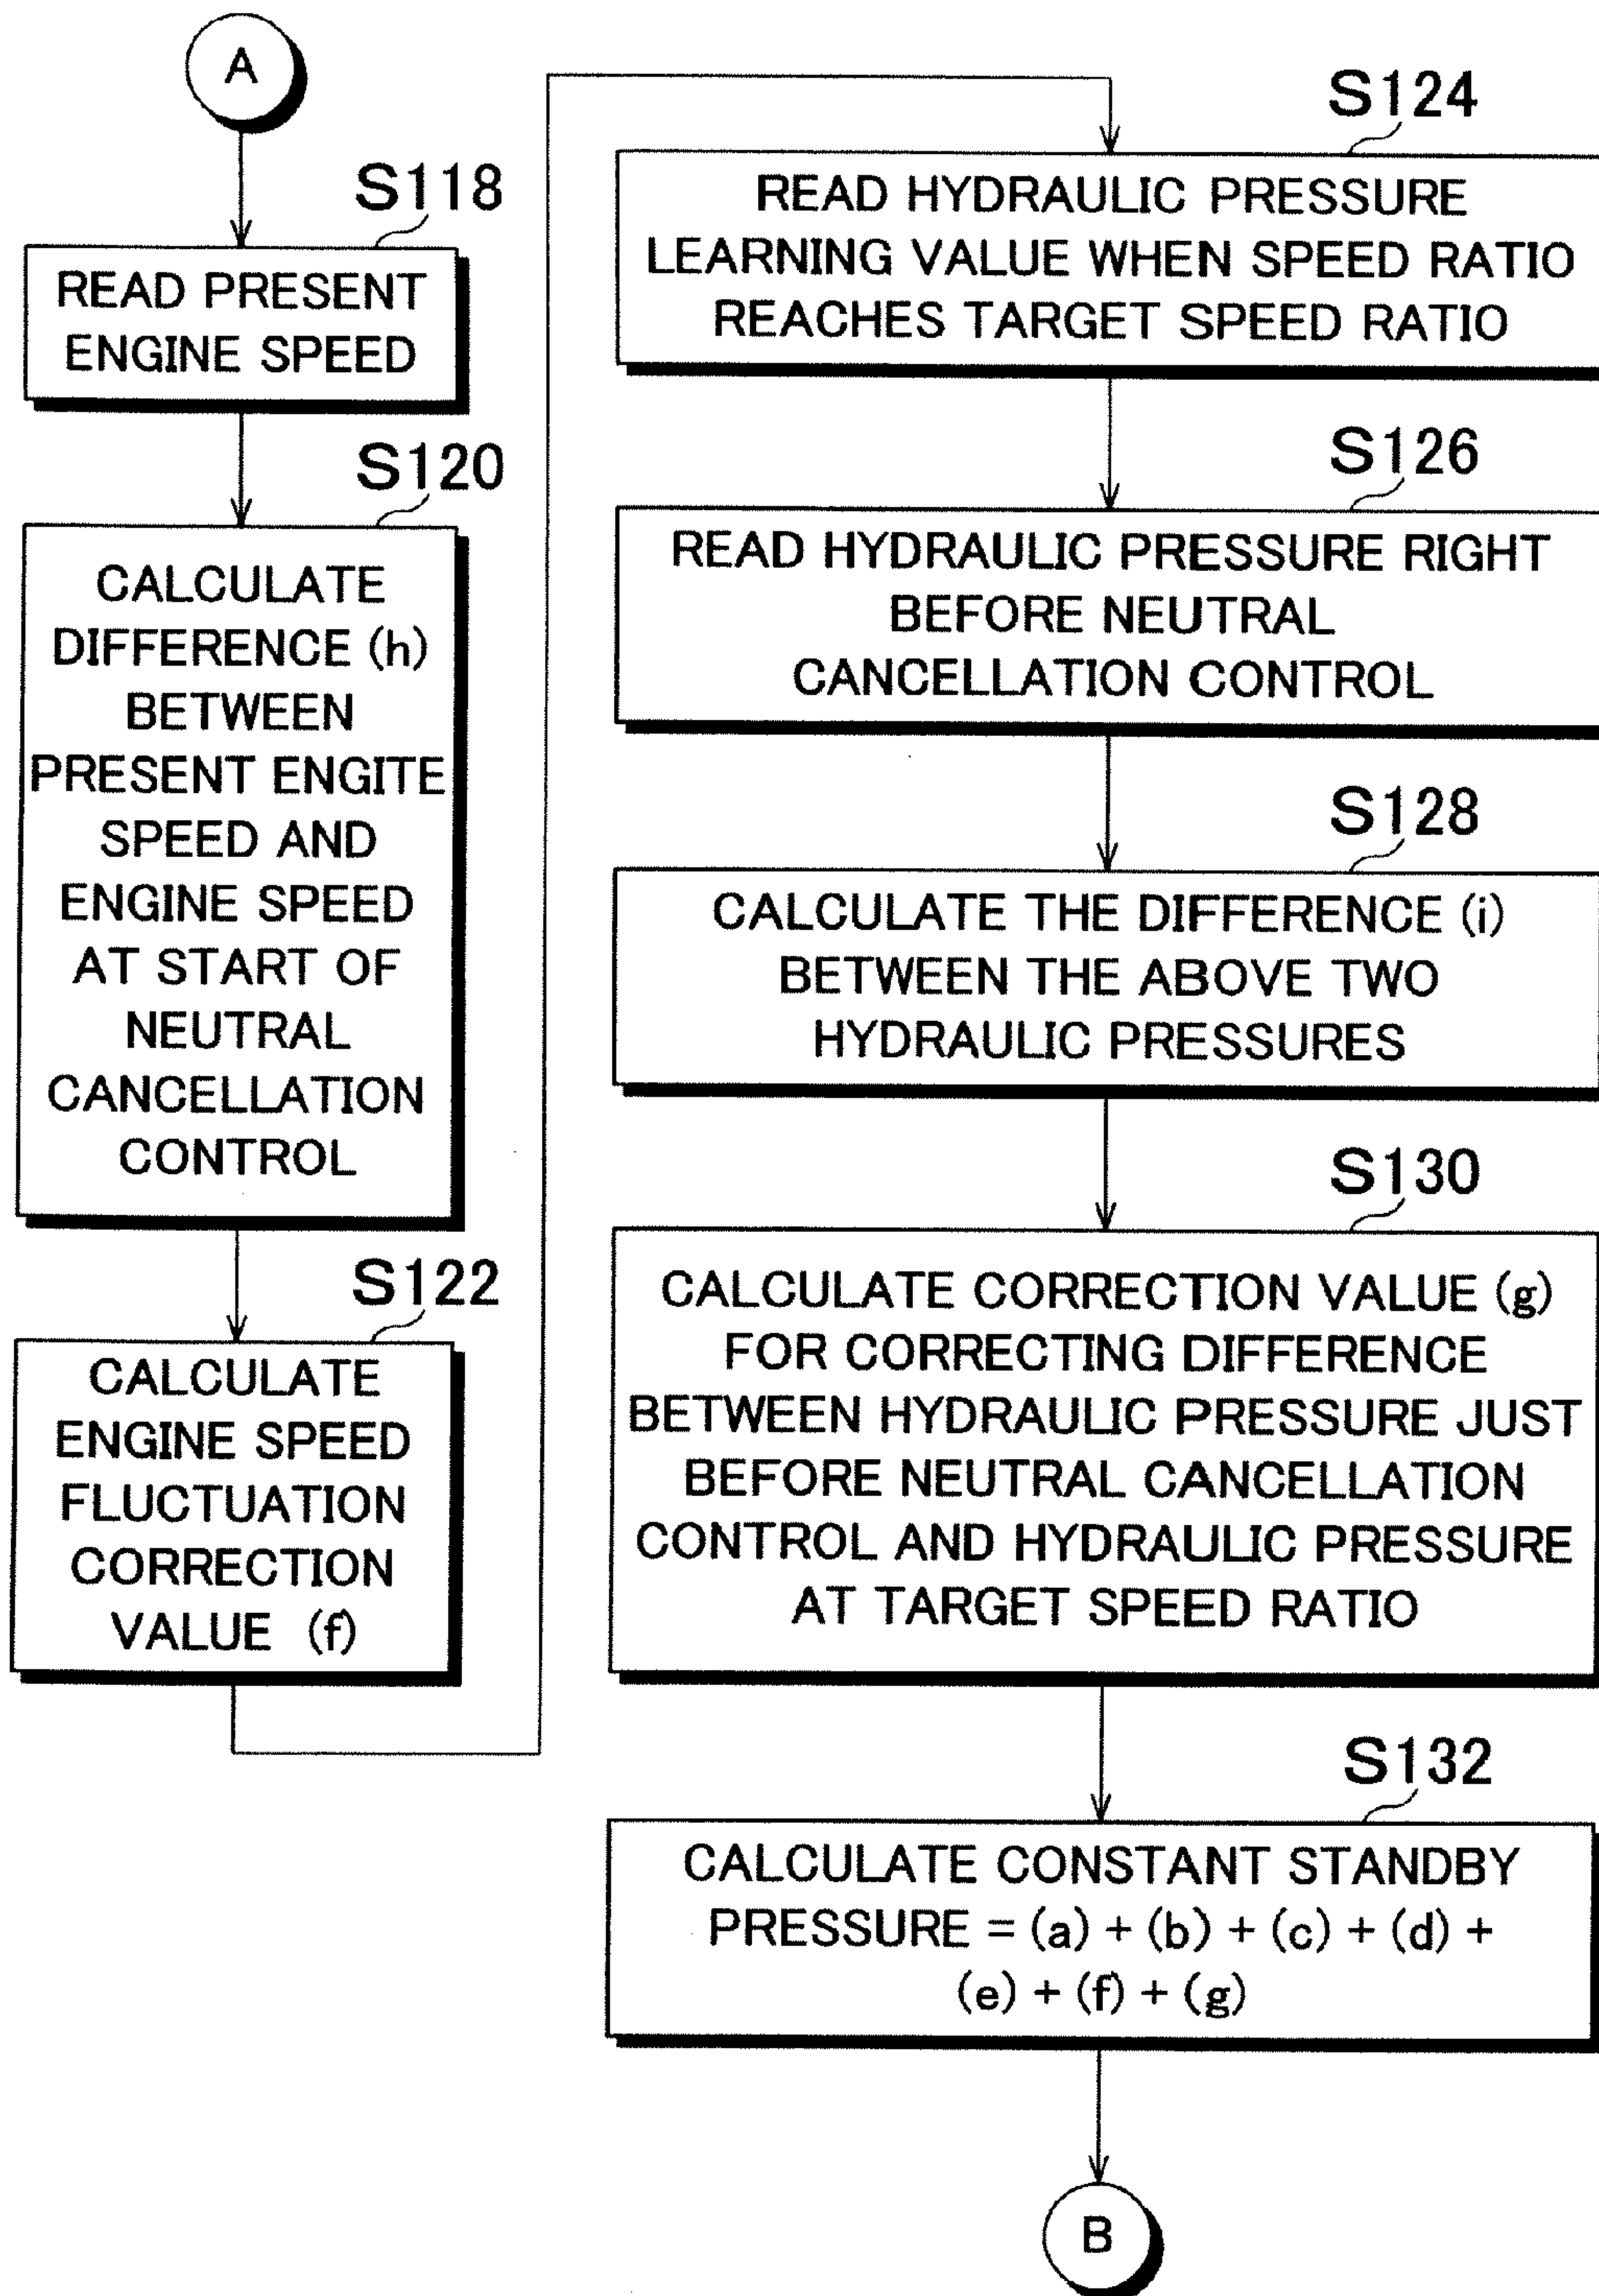 A
S118
READ PRESENT
ENGINE SPEED
S120
CALCULATE
DIFFERENCE (h)
BETWEEN
PRESENT ENGITE
SPEED AND
ENGINE SPEED
AT START OF
NEUTRAL
CANCELLATION
CONTROL
S122
CALCULATE
ENGINE SPEED
FLUCTUATION
CORRECTION
VALUE (f)
S124
READ HYDRAULIC PRESSURE
LEARNING VALUE WHEN SPEED RATIO
REACHES TARGET SPEED RATIO
S126
READ HYDRAULIC PRESSURE RIGHT
BEFORE NEUTRAL
CANCELLATION CONTROL
S128
CALCULATE THE DIFFERENCE (i)
BETWEEN THE ABOVE TWO
HYDRAULIC PRESSURES
S130
CALCULATE CORRECTION VALUE (g)
FOR CORRECTING DIFFERENCE
BETWEEN HYDRAULIC PRESSURE JUST
BEFORE NEUTRAL CANCELLATION
CONTROL AND HYDRAULIC PRESSURE
AT TARGET SPEED RATIO
S132
CALCULATE CONSTANT STANDBY
PRESSURE = (a) + (b) + (c) + (d) +
(e) + (f) + (g)
B